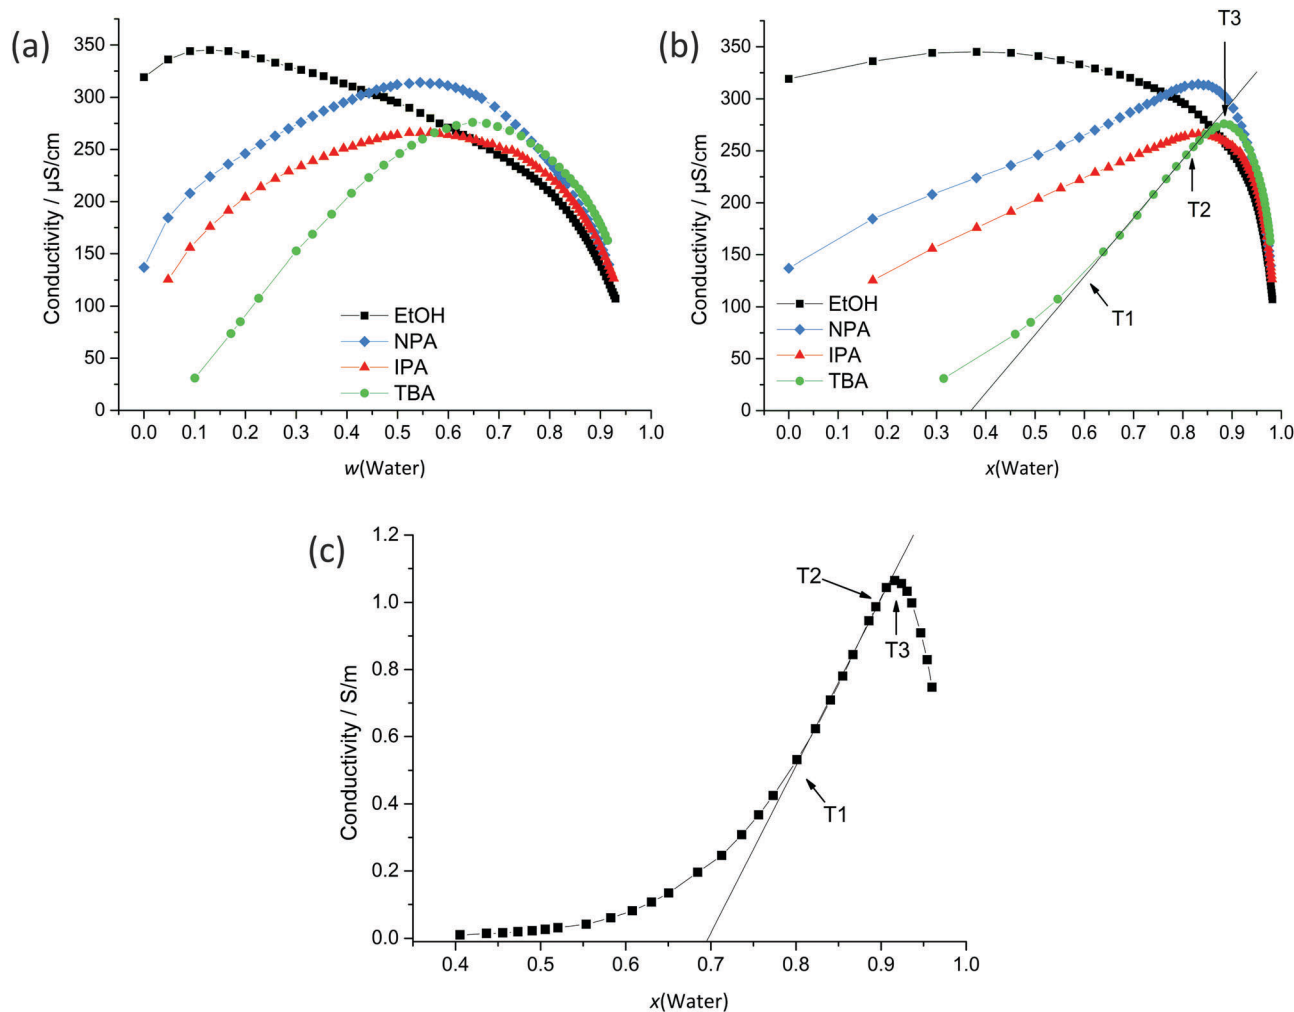 (a)
Conductivity / µS/cm
350
300
250
200
150
100
50
0
EtOH
NPA
IPA
TBA
0.0 0.1 0.2 0.3 0.4 0.5 0.6 0.7 0.8 0.9 1.0
w(Water)
(b)
T3
Conductivity / µS/cm
350
300
250
200
150
100
50
0
T2
T1
EtOH
NPA
IPA
TBA
0.0 0.1 0.2 0.3 0.4 0.5 0.6 0.7 0.8 0.9 1.0
x(Water)
(c)
Conductivity / S/m
1.2
1.0
0.8
0.6
0.4
0.2
0.0
T2
T3
T1
0.4 0.5 0.6 0.7 0.8 0.9 1.0
x(Water)